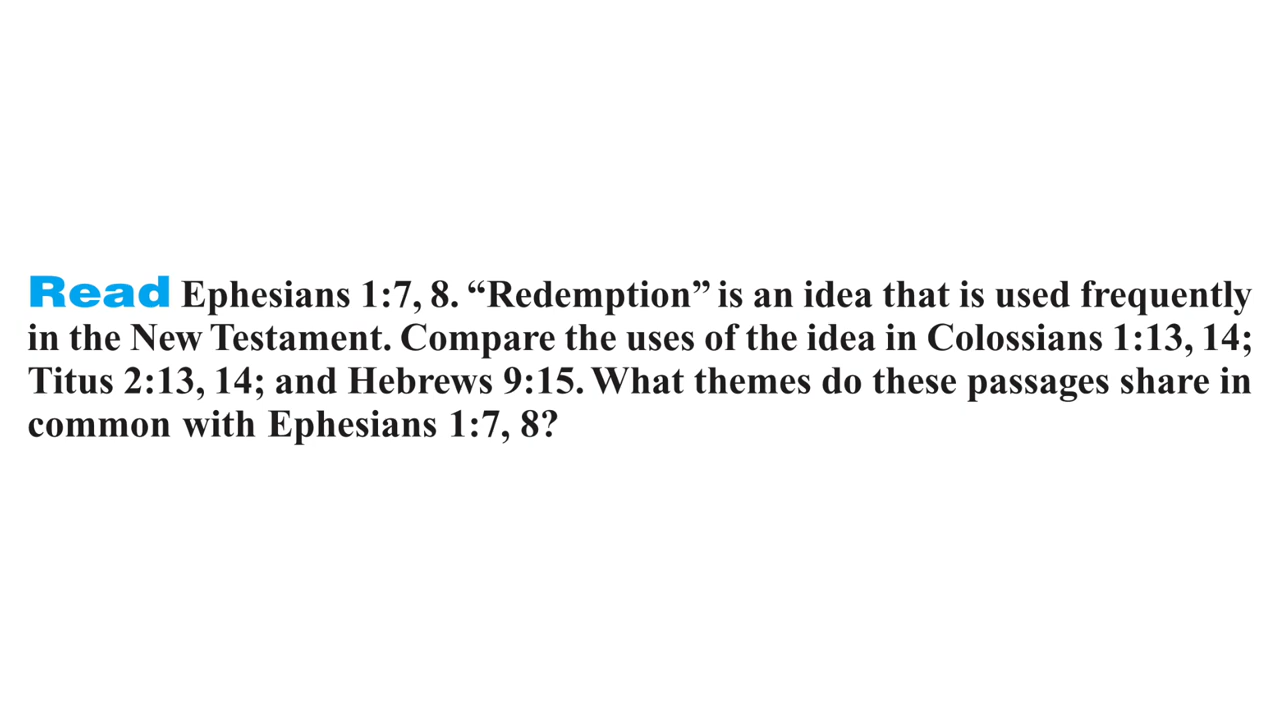 Read Ephesians 1:7, 8. “Redemption” is an idea that is used frequently
in the New Testament. Compare the uses of the idea in Colossians 1:13, 14;
Titus 2:13, 14; and Hebrews 9:15. What themes do these passages share in
common with Ephesians 1:7, 8?